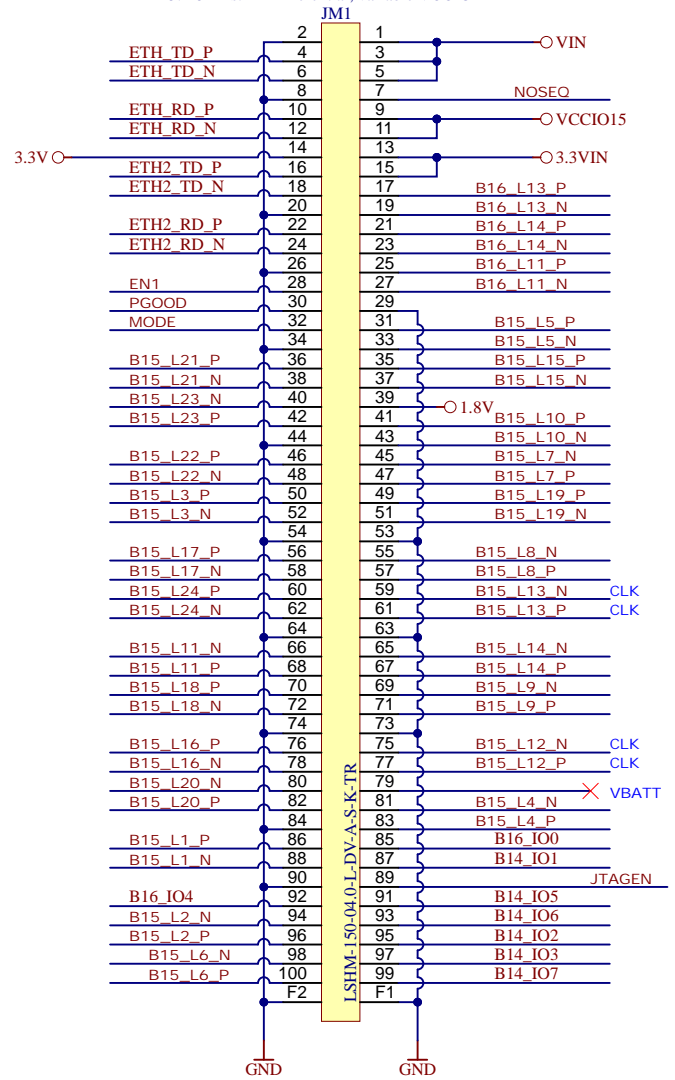 JM1
2 1 VIN
ETH_TD_P 4 3
ETH_TD_N 6 5
8 7 NOSEQ
ETH_RD_P 10 9 VCCIO15
ETH_RD_N 12 11
3.3V 14 13 3.3VIN
ETH2_TD_P 16 15
ETH2_TD_N 18 17 B16_L13_P
20 19 B16_L13_N
ETH2_RD_P 22 21 B16_L14_P
ETH2_RD_N 24 23 B16_L14_N
26 25 B16_L11_P
EN1 28 27 B16_L11_N
PGOOD 30 29
MODE 32 31 B15_L5_P
34 33 B15_L5_N
B15_L21_P 36 35 B15_L15_P
B15_L21_N 38 37 B15_L15_N
B15_L23_N 40 39 1.8V
B15_L23_P 42 41 B15_L10_P
44 43 B15_L10_N
B15_L22_P 46 45 B15_L7_N
B15_L22_N 48 47 B15_L7_P
B15_L3_P 50 49 B15_L19_P
B15_L3_N 52 51 B15_L19_N
54 53
B15_L17_P 56 55 B15_L8_N
B15_L17_N 58 57 B15_L8_P
B15_L24_P 60 59 B15_L13_N CLK
B15_L24_N 62 61 B15_L13_P CLK
64 63
B15_L11_N 66 65 B15_L14_N
B15_L11_P 68 67 B15_L14_P
B15_L18_P 70 69 B15_L9_N
B15_L18_N 72 71 B15_L9_P
74 73
B15_L16_P 76 75 B15_L12_N CLK
B15_L16_N 78 77 B15_L12_P CLK
B15_L20_N 80 79 VBATT
B15_L20_P 82 81 B15_L4_N
84 83 B15_L4_P
B15_L1_P 86 85 B16_IO0
B15_L1_N 88 87 B14_IO1
90 89 JTAGEN
B16_IO4 92 91 B14_IO5
B15_L2_N 94 93 B14_IO6
B15_L2_P 96 95 B14_IO2
B15_L6_N 98 97 B14_IO3
B15_L6_P 100 99 B14_IO7
F2 F1
LSHM-150-04.0-L-DV-A-S-K-TR
GND GND